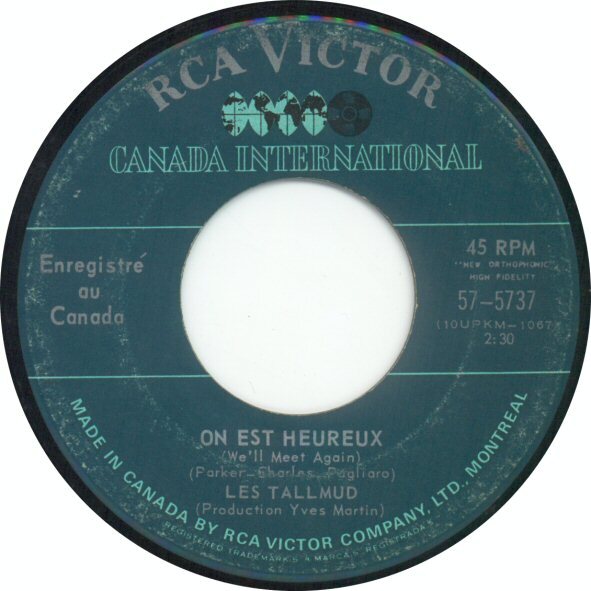 RCA VICTOR
CANADA INTERNATIONAL
Enregistré
au
Canada
45 RPM
"NEW ORTHOPHONIC"
HIGH FIDELITY
57-5737
(10UPKM-1067)
2:30
ON EST HEUREUX
(We'll Meet Again)
(Parker-Charles Pagliaro)
LES TALLMUD
(Production Yves Martin)
MADE IN CANADA BY RCA VICTOR COMPANY, LTD., MONTREAL
REGISTERED TRADEMARKS & MARCAS REGISTRADAS